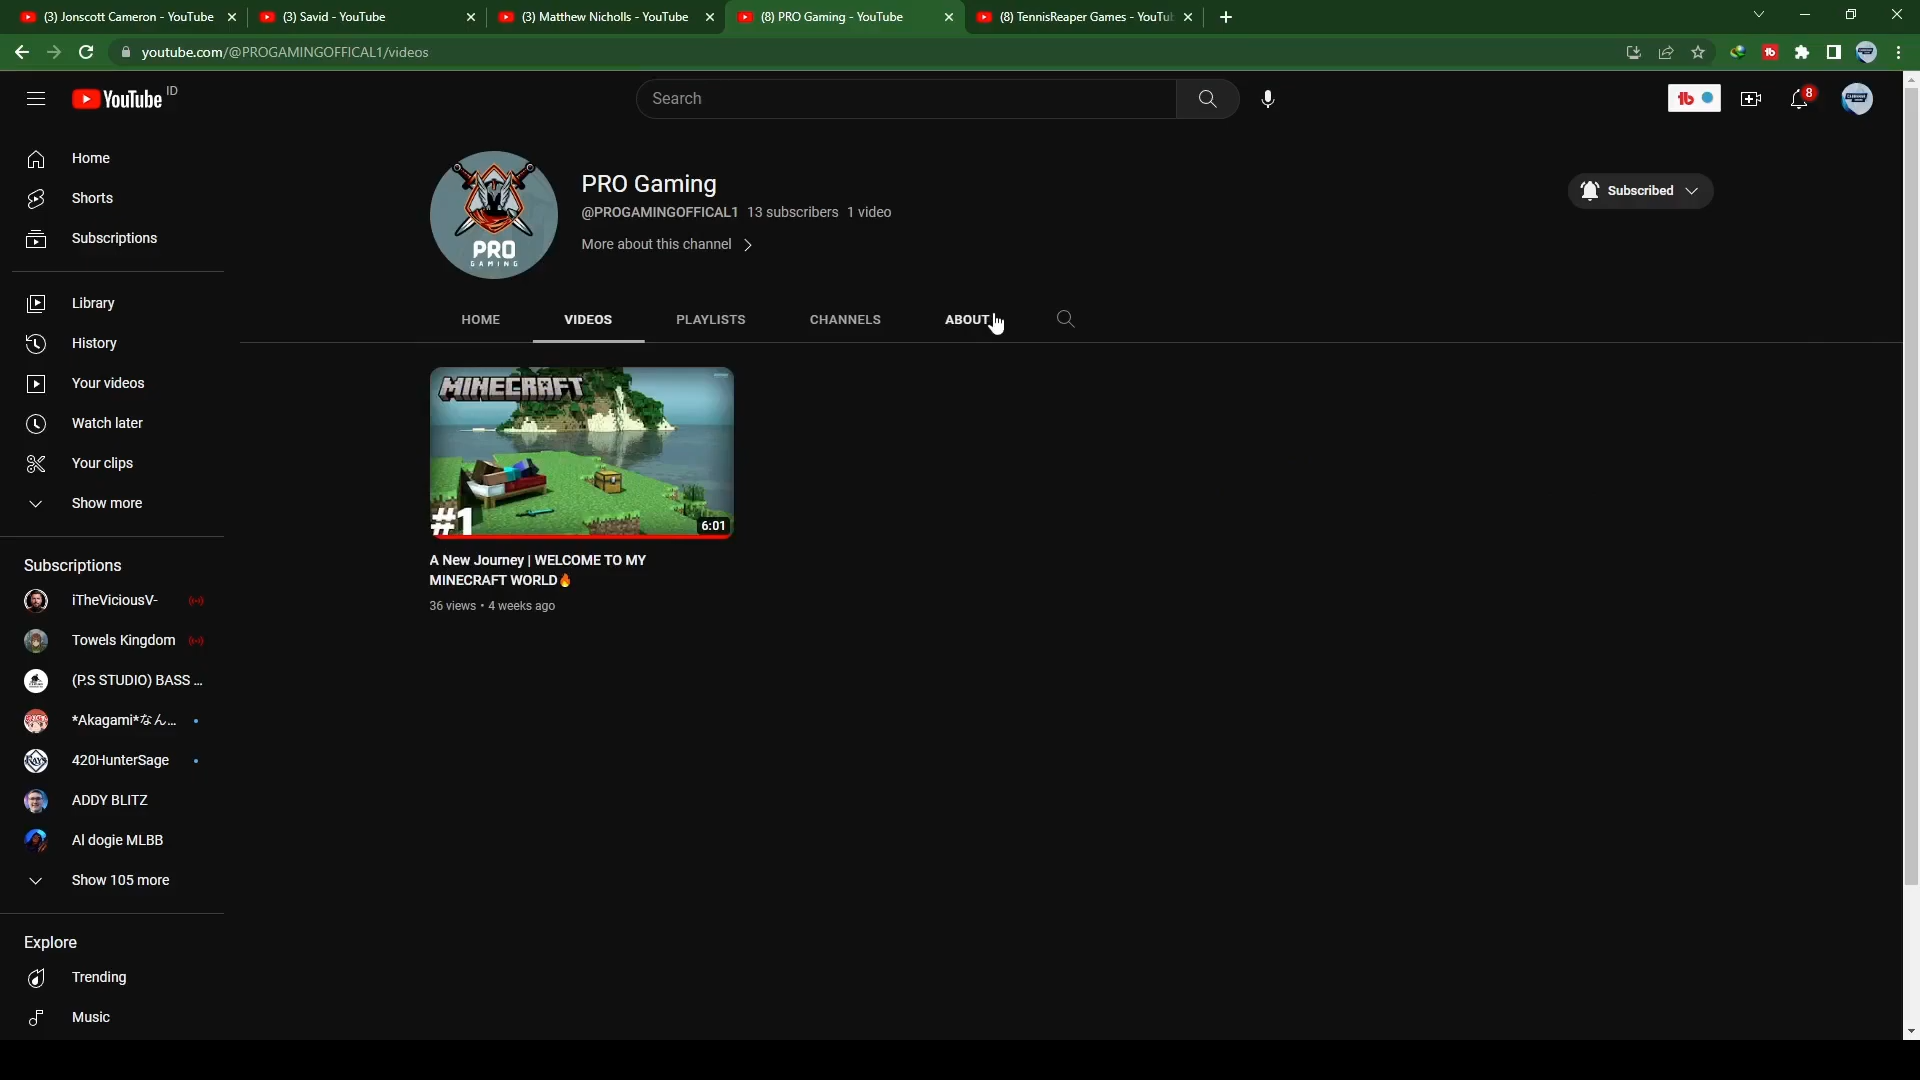 (3) Jonscott Cameron - YouTube
(3) Savid - YouTube
(3) Matthew Nicholls - YouTube
(8) PRO Gaming - YouTube
(8) TennisReaper Games - YouTu
youtube.com/@PROGAMINGOFFICAL1/videos
YouTube ID
Search
8
Home
Shorts
Subscriptions
Library
History
Your videos
Watch later
Your clips
Show more
Subscriptions
iTheViciousV-
Towels Kingdom
(P.S STUDIO) BASS ...
*Akagami*なん...
420HunterSage
ADDY BLITZ
Al dogie MLBB
Show 105 more
Explore
Trending
Music
PRO
GAMING
PRO Gaming
@PROGAMINGOFFICAL1 13 subscribers 1 video
More about this channel
Subscribed
HOME
VIDEOS
PLAYLISTS
CHANNELS
ABOUT
MINECRAFT
#1
6:01
A New Journey | WELCOME TO MY
MINECRAFT WORLD🔥
36 views • 4 weeks ago